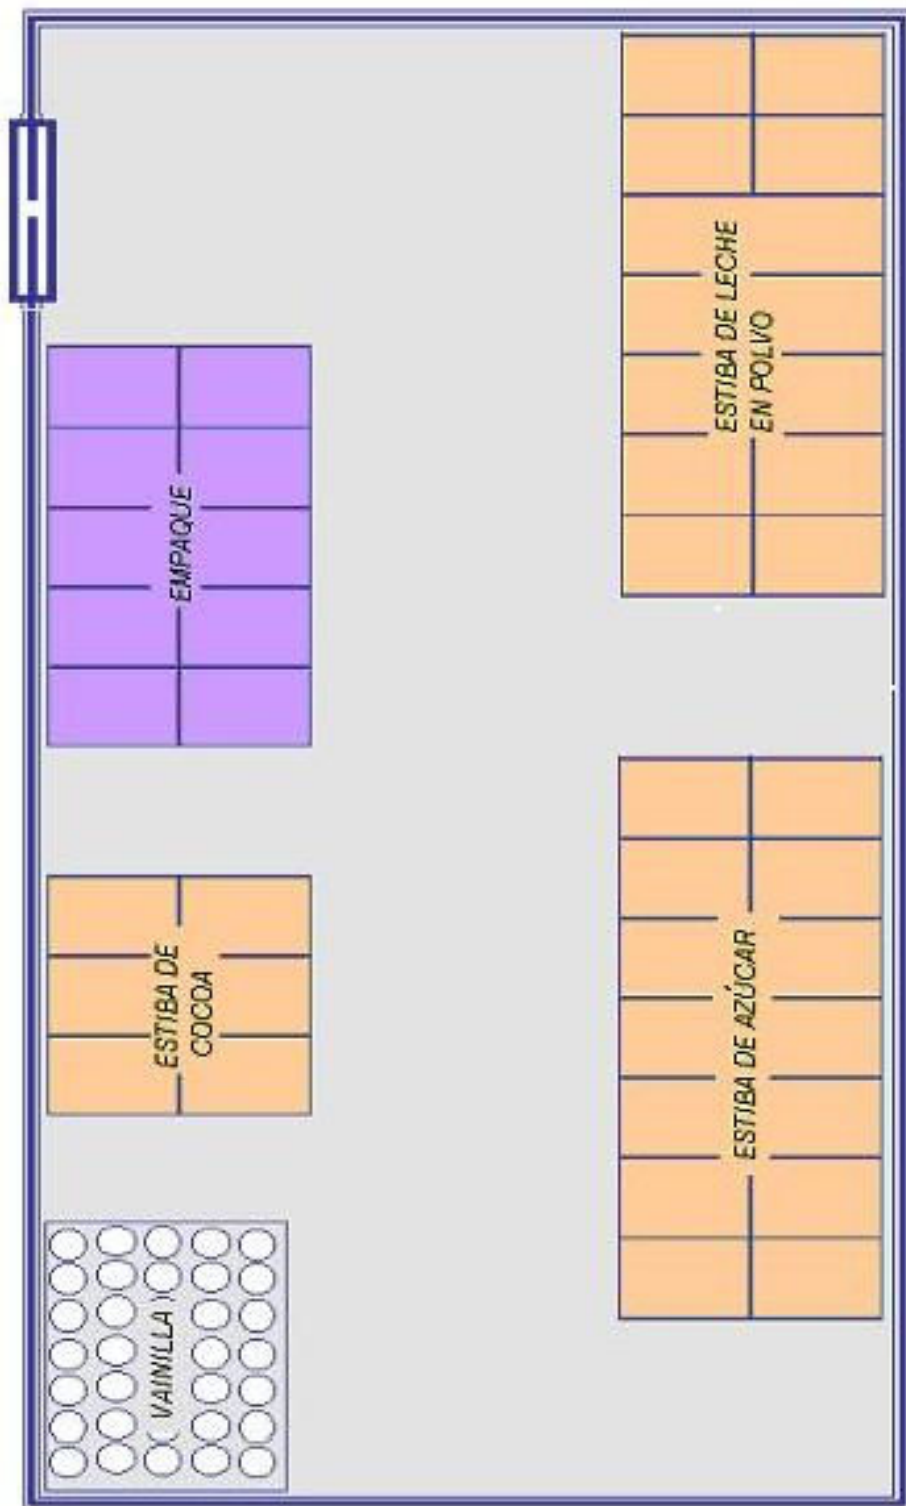 ESTIBA DE LECHE
EN POLVO
EMPAQUE
ESTIBA DE
COCOA
ESTIBA DE AZÚCAR
VAINILLA